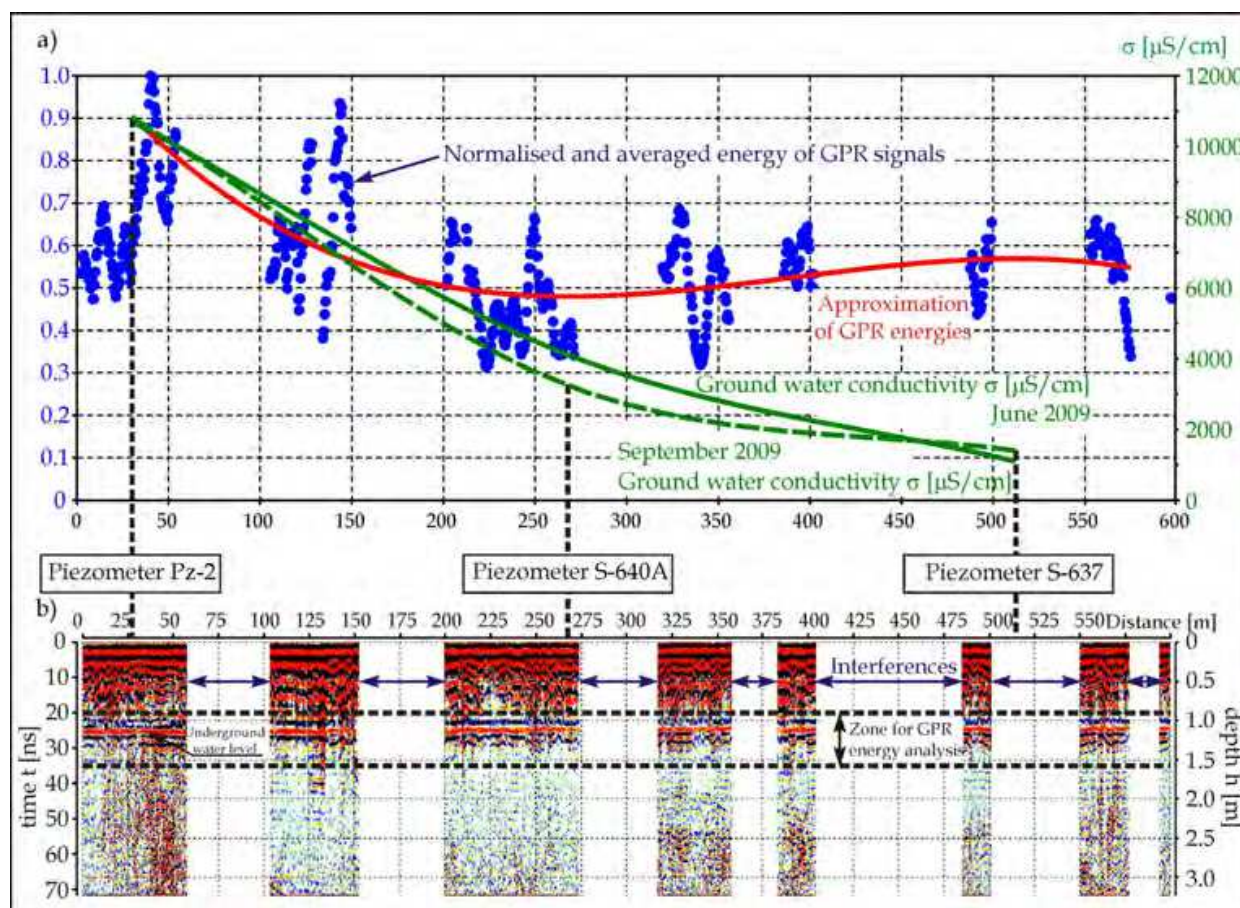 a)
σ [µS/cm]
1.0
0.9
0.8
0.7
0.6
0.5
0.4
0.3
0.2
0.1
0
12000
10000
8000
6000
4000
2000
0
Normalised and averaged energy of GPR signals
Approximation
of GPR energies
Ground water conductivity σ [µS/cm]
June 2009
September 2009
Ground water conductivity σ [µS/cm]
0 50 100 150 200 250 300 350 400 450 500 550 600
Piezometer Pz-2
Piezometer S-640A
Piezometer S-637
b)
0 25 50 75 100 125 150 175 200 225 250 275 300 325 350 375 400 425 450 475 500 525 550 Distance [m]
time t [ns]
0
10
20
30
40
50
60
70
Interferences
Underground
water level
Zone for GPR
energy analysis
0
0.5
1.0
1.5
2.0
2.5
3.0
depth h [m]